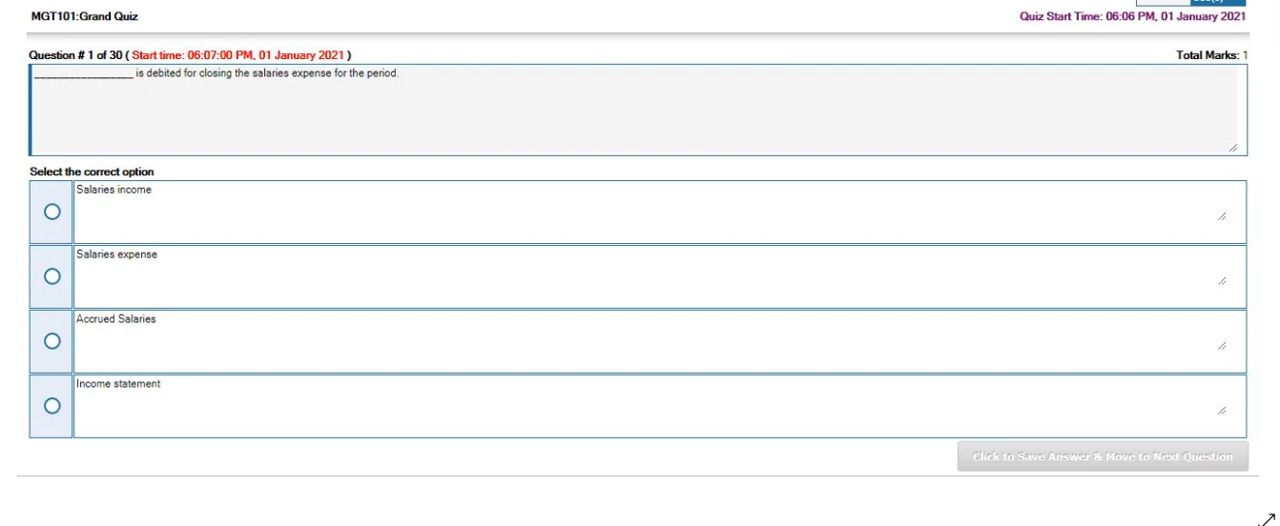 MGT101:Grand Quiz
Quiz Start Time: 06:06 PM, 01 January 2021
Question # 1 of 30 ( Start time: 06:07:00 PM, 01 January 2021 )
Total Marks: 1
_________________ is debited for closing the salaries expense for the period.
Select the correct option
Salaries income
Salaries expense
Accrued Salaries
Income statement
Click to Save Answer & Move to Next Question